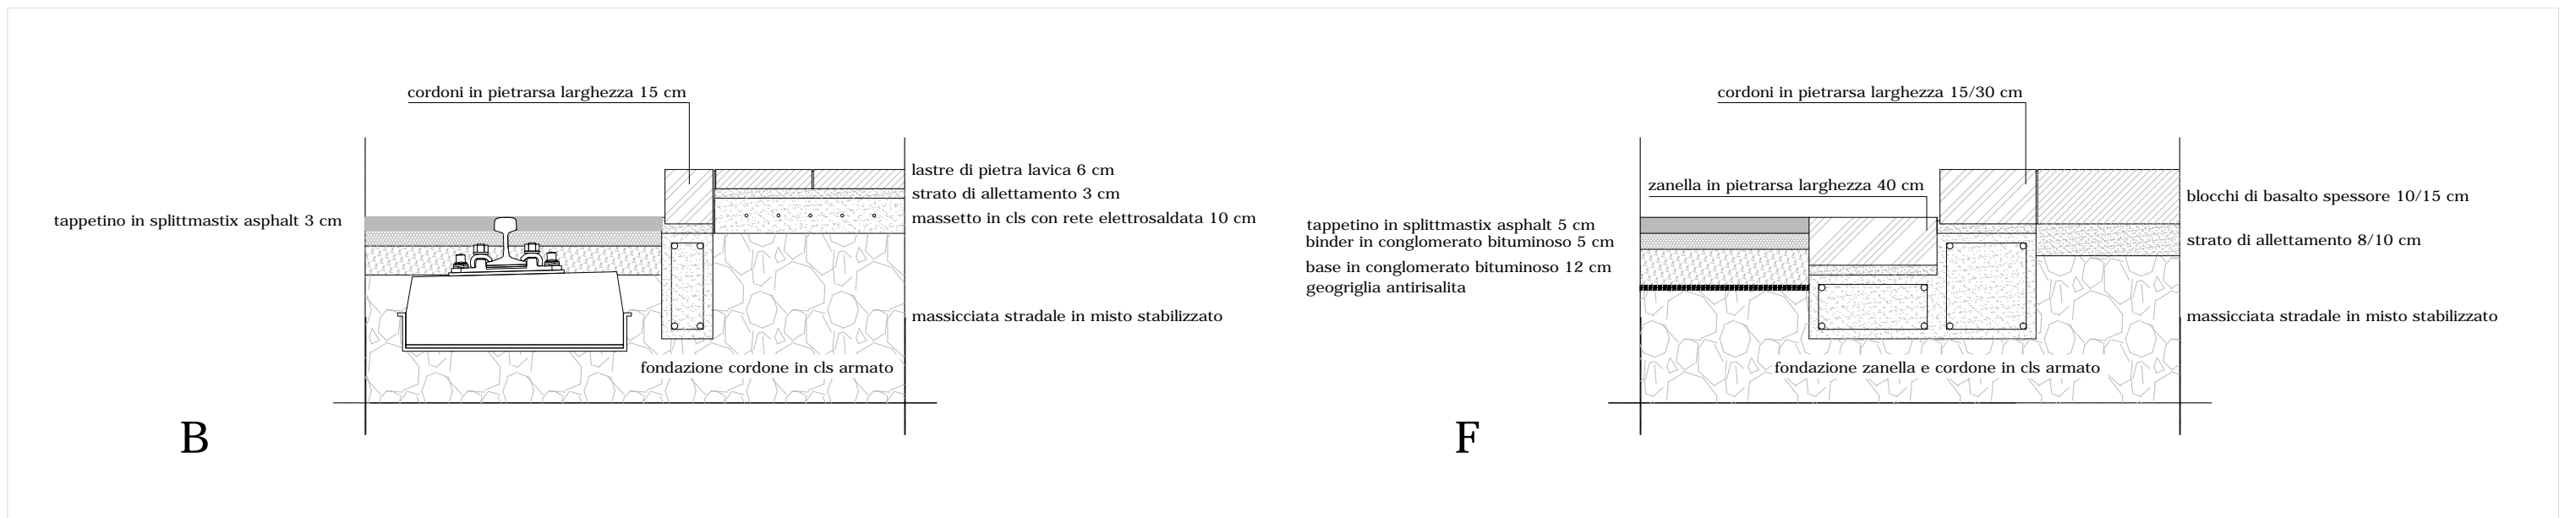 cordoni in pietrarsa larghezza 15 cm
lastre di pietra lavica 6 cm
strato di allettamento 3 cm
massetto in cls con rete elettrosaldata 10 cm
tappetino in splittmastix asphalt 3 cm
massicciata stradale in misto stabilizzato
fondazione cordone in cls armato
B
cordoni in pietrarsa larghezza 15/30 cm
zanella in pietrarsa larghezza 40 cm
blocchi di basalto spessore 10/15 cm
tappetino in splittmastix asphalt 5 cm
binder in conglomerato bituminoso 5 cm
strato di allettamento 8/10 cm
base in conglomerato bituminoso 12 cm
geogriglia antirisalita
massicciata stradale in misto stabilizzato
fondazione zanella e cordone in cls armato
F